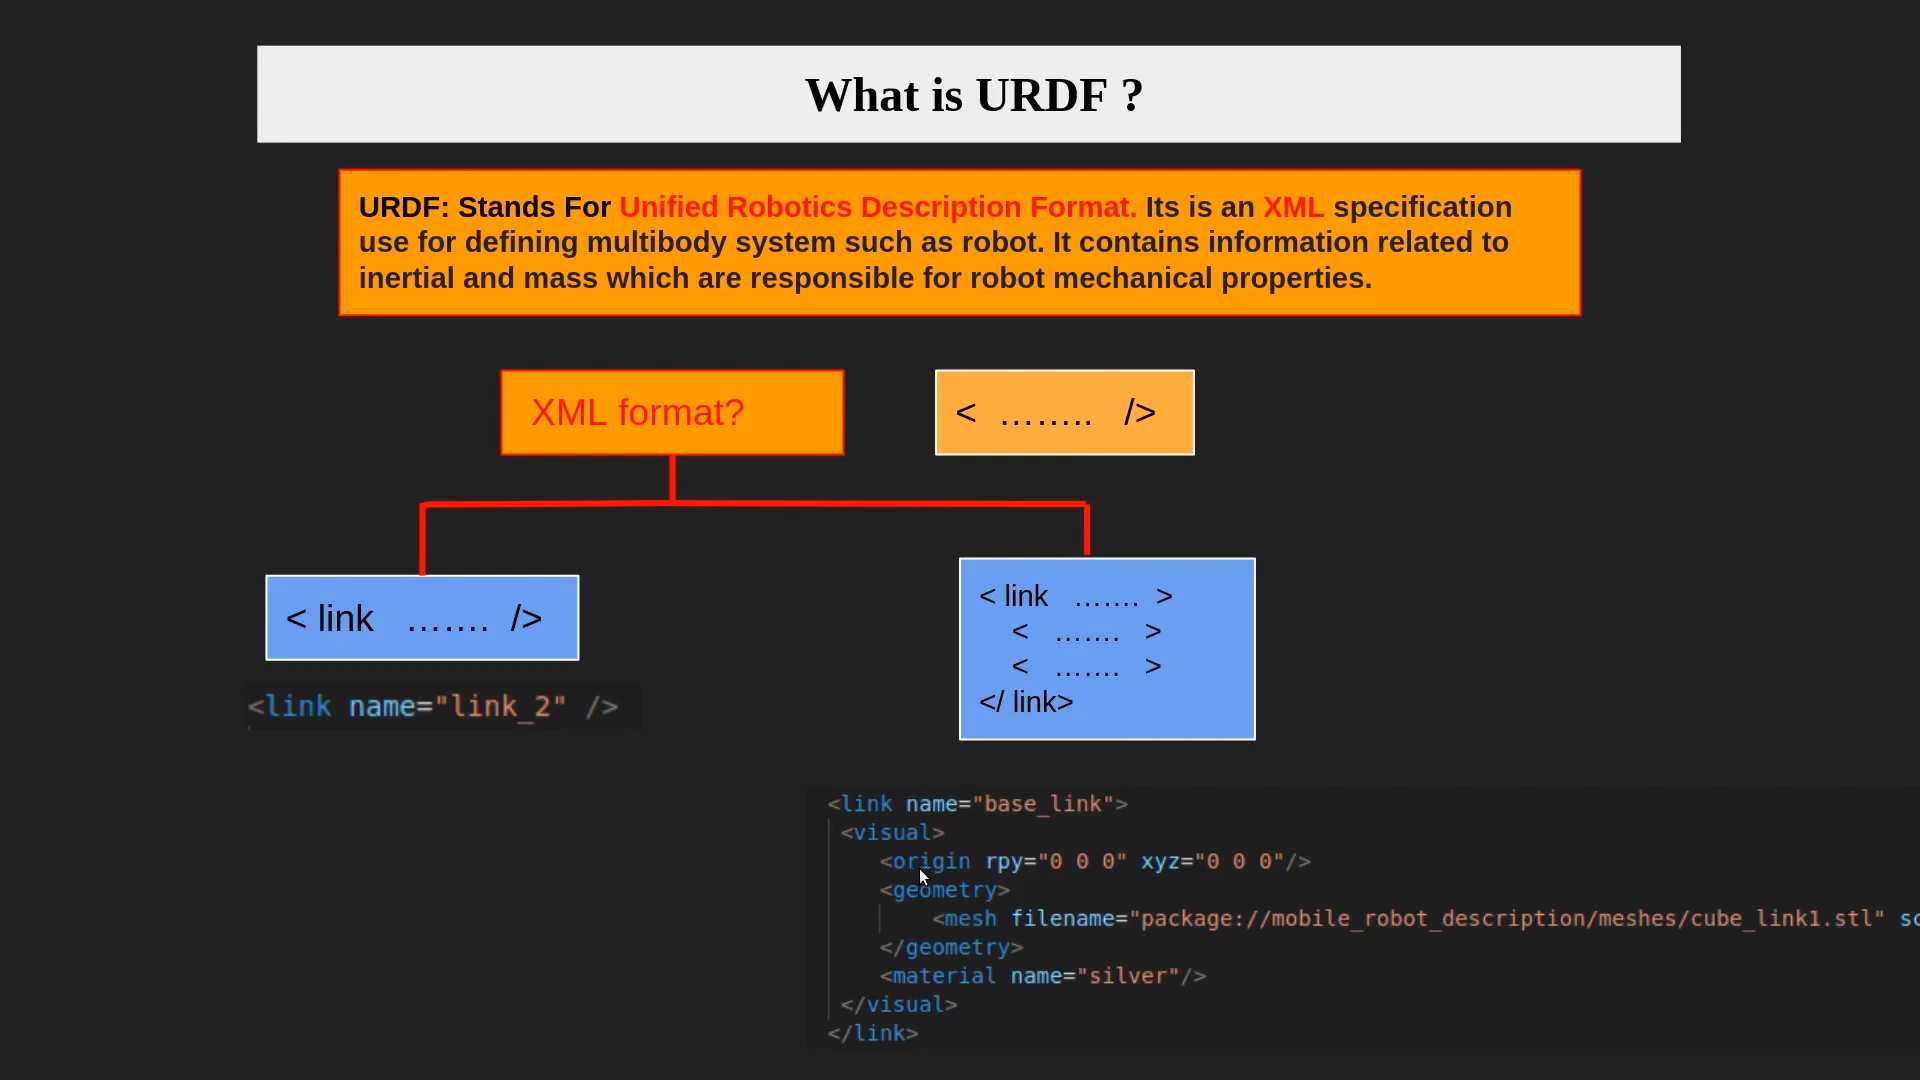 What is URDF ?
URDF: Stands For Unified Robotics Description Format. Its is an XML specification
use for defining multibody system such as robot. It contains information related to
inertial and mass which are responsible for robot mechanical properties.
XML format?
< …….. />
< link ……. />
<link name="link_2" />
< link ……. >
< ……. >
< ……. >
</ link>
<link name="base_link">
<visual>
<origin rpy="0 0 0" xyz="0 0 0"/>
<geometry>
<mesh filename="package://mobile_robot_description/meshes/cube_link1.stl"
</geometry>
<material name="silver"/>
</visual>
</link>